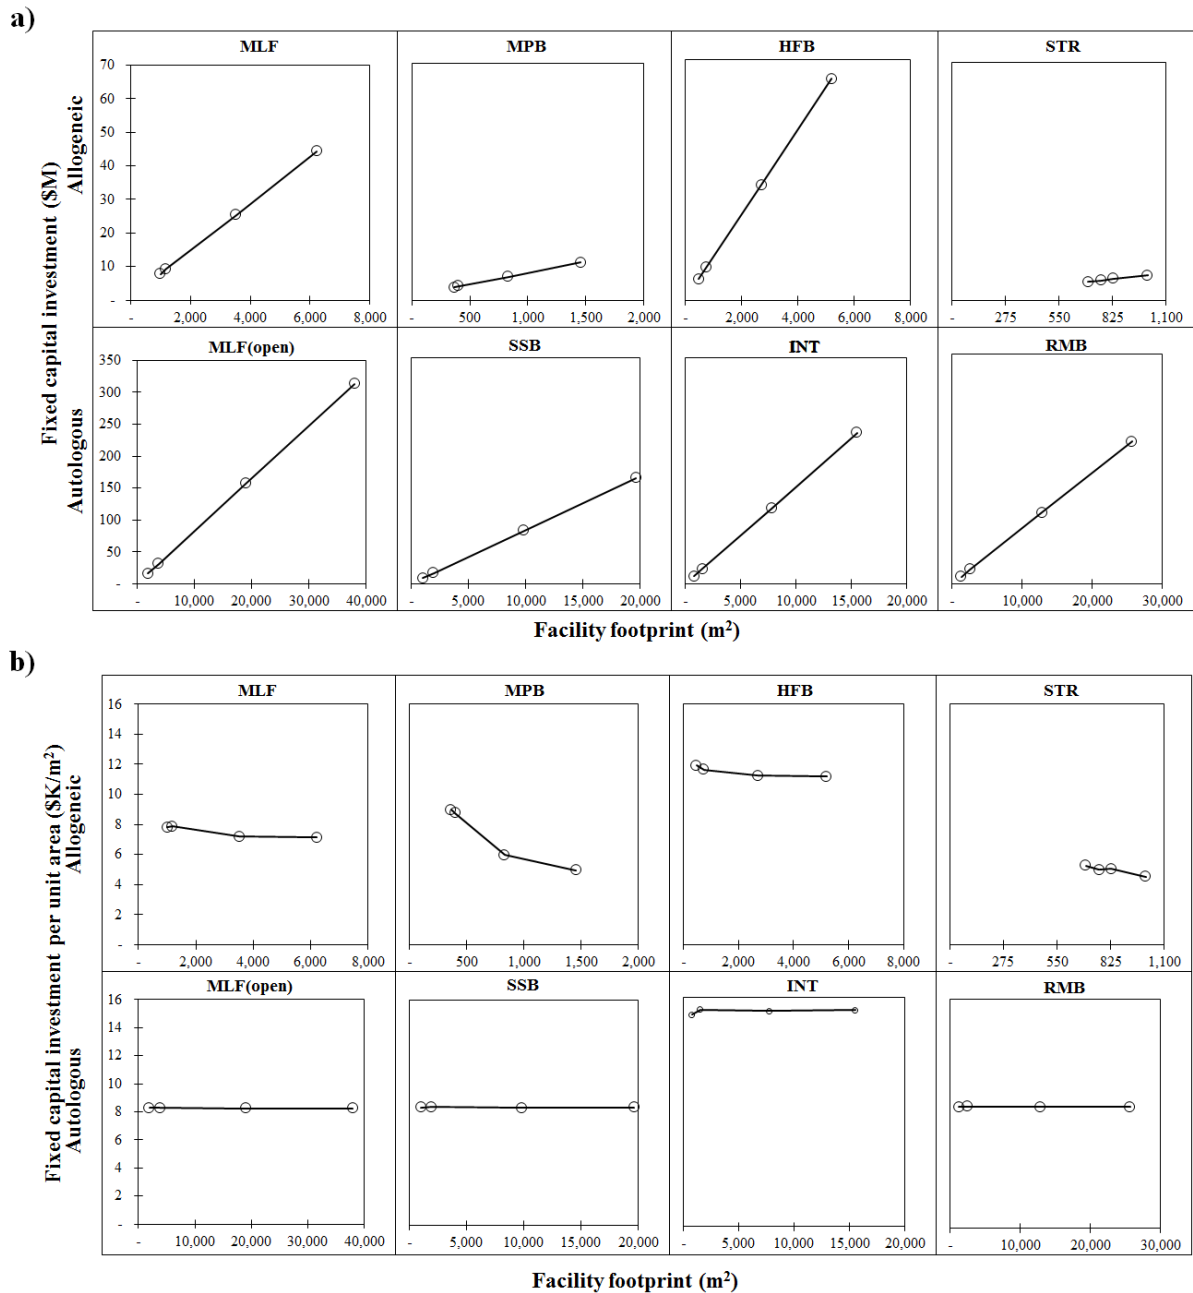 a)
MLF MPB HFB STR
Fixed capital investment ($M)
Allogeneic
70
60
50
40
30
20
10
-
- 2,000 4,000 6,000 8,000 - 500 1,000 1,500 2,000 - 2,000 4,000 6,000 8,000 - 275 550 825 1,100
MLF(open) SSB INT RMB
Autologous
350
300
250
200
150
100
50
-
- 10,000 20,000 30,000 40,000 - 5,000 10,000 15,000 20,000 - 5,000 10,000 15,000 20,000 - 10,000 20,000 30,000
Facility footprint (m²)
b)
MLF MPB HFB STR
Fixed capital investment per unit area ($K/m²)
Allogeneic
16
14
12
10
8
6
4
2
-
- 2,000 4,000 6,000 8,000 - 500 1,000 1,500 2,000 - 2,000 4,000 6,000 8,000 - 275 550 825 1,100
MLF(open) SSB INT RMB
Autologous
16
14
12
10
8
6
4
2
-
- 10,000 20,000 30,000 40,000 - 5,000 10,000 15,000 20,000 - 5,000 10,000 15,000 20,000 - 10,000 20,000 30,000
Facility footprint (m²)